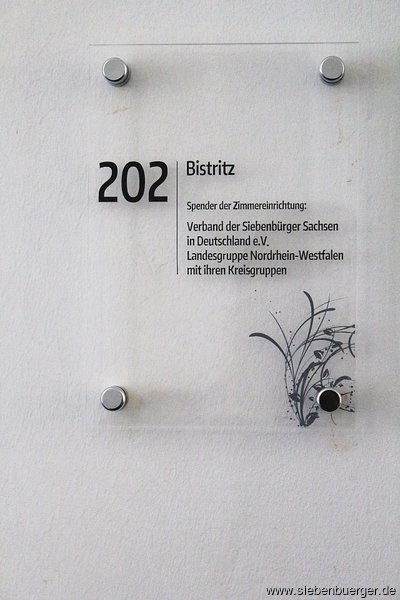 202
Bistritz
Spender der Zimmereinrichtung:
Verband der Siebenbürger Sachsen
in Deutschland e.V.
Landesgruppe Nordrhein-Westfalen
mit ihren Kreisgruppen
www.siebenbuerger.de